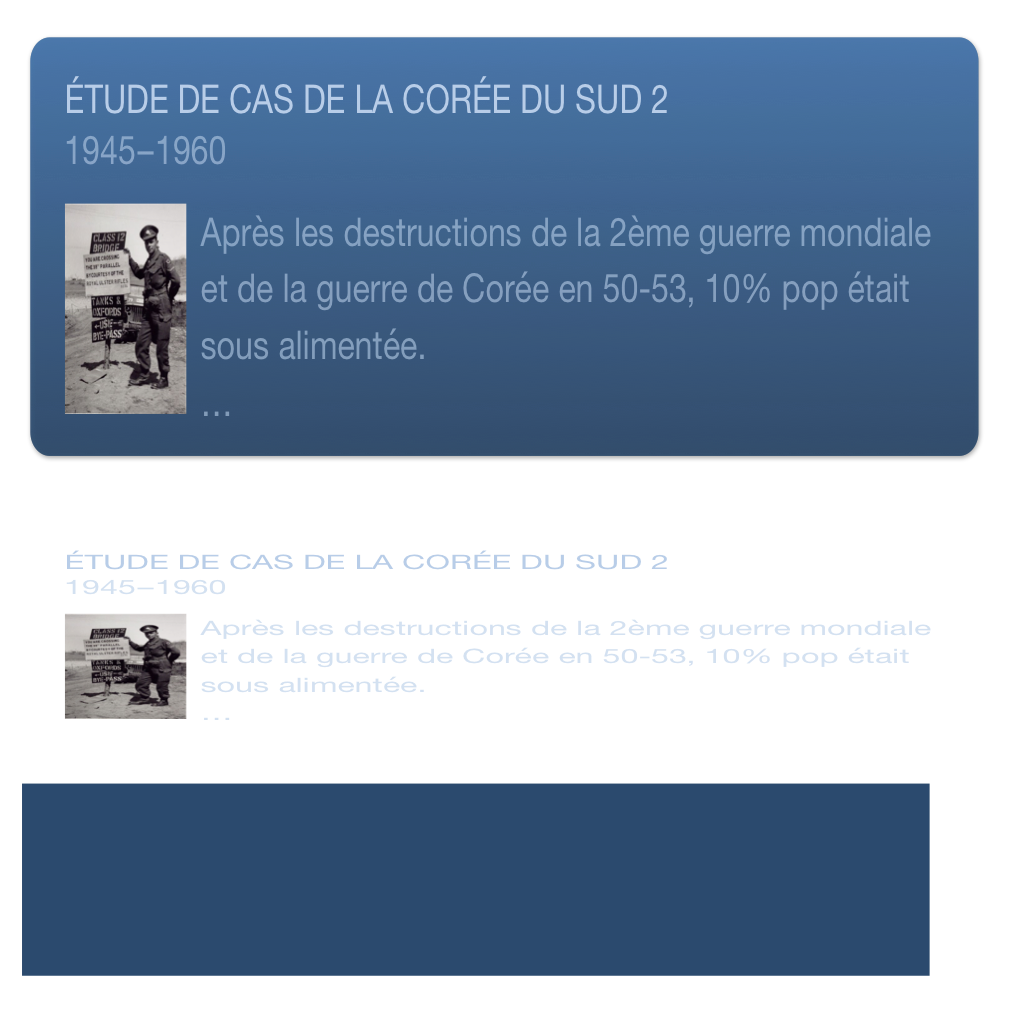 ÉTUDE DE CAS DE LA CORÉE DU SUD 2
1945–1960
CLASS 12
BRIDGE
YOU ARE CROSSING
THE 38° PARALLEL
BY COURTESY OF THE
ROYAL ULSTER RIFLES
TANKS &
OXFORDS
←USE→
BYE-PASS
Après les destructions de la 2ème guerre mondiale
et de la guerre de Corée en 50-53, 10% pop était
sous alimentée.
...
ÉTUDE DE CAS DE LA CORÉE DU SUD 2
1945–1960
Après les destructions de la 2ème guerre mondiale
et de la guerre de Corée en 50-53, 10% pop était
sous alimentée.
...